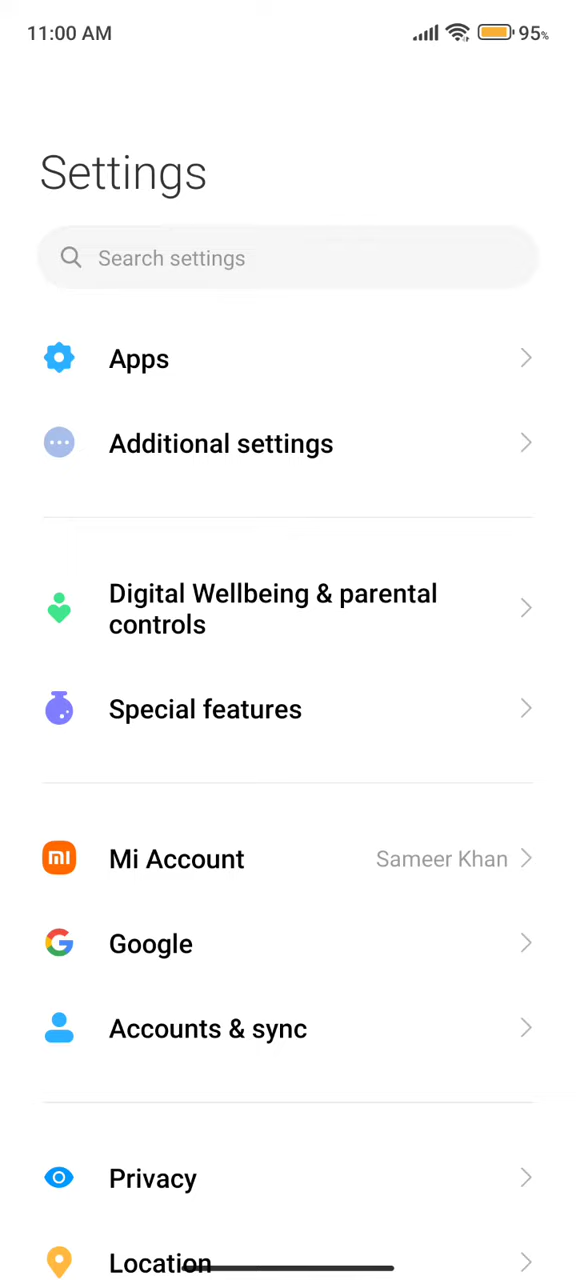 11:00 AM 95%
Settings
Search settings
Apps
Additional settings
Digital Wellbeing & parental
controls
Special features
mi Mi Account Sameer Khan
Google
Accounts & sync
Privacy
Location